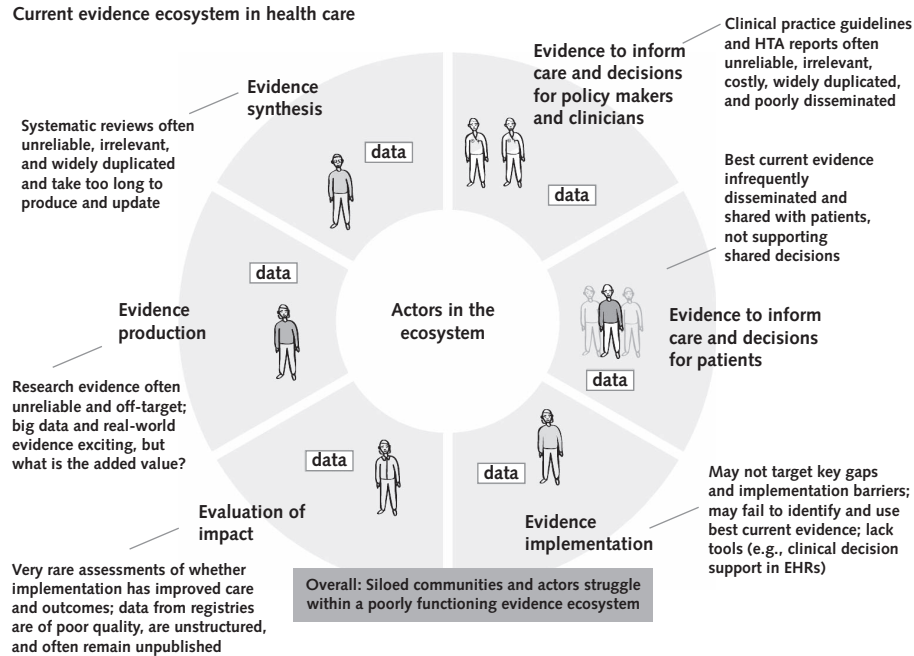 Current evidence ecosystem in health care
Clinical practice guidelines
and HTA reports often
unreliable, irrelevant,
costly, widely duplicated,
and poorly disseminated
Evidence to inform
care and decisions
for policy makers
and clinicians
data
Best current evidence
infrequently
disseminated and
shared with patients,
not supporting
shared decisions
Evidence to inform
care and decisions
for patients
data
May not target key gaps
and implementation barriers;
may fail to identify and use
best current evidence; lack
tools (e.g., clinical decision
support in EHRs)
Evidence
implementation
data
Evaluation of
impact
data
Very rare assessments of whether
implementation has improved care
and outcomes; data from registries
are of poor quality, are unstructured,
and often remain unpublished
Evidence
production
data
Research evidence often
unreliable and off-target;
big data and real-world
evidence exciting, but
what is the added value?
Evidence
synthesis
data
Systematic reviews often
unreliable, irrelevant,
and widely duplicated
and take too long to
produce and update
Actors in the
ecosystem
Overall: Siloed communities and actors struggle
within a poorly functioning evidence ecosystem